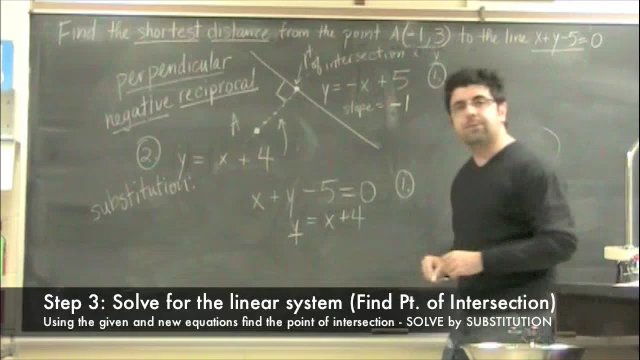 Find the shortest distance from the point A(-1, 3) to the line x+y-5=0
perpendicular
negative reciprocal
pt. of intersection
y = -x + 5 ①
slope = -1
A
② y = x + 4
substitution:
x + y - 5 = 0 ①
y = x + 4
Step 3: Solve for the linear system (Find Pt. of Intersection)
Using the given and new equations find the point of intersection - SOLVE by SUBSTITUTION